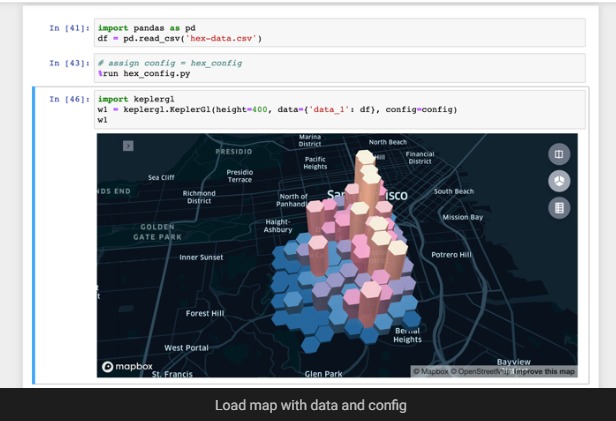 In [41]: import pandas as pd
df = pd.read_csv('hex-data.csv')
In [43]: # assign config = hex_config
%run hex_config.py
In [46]: import keplergl
w1 = keplergl.KeplerGl(height=400, data={'data_1': df}, config=config)
w1
Marina
District
North Beach
PRESIDIO
Pacific
Heights
Hill
Financial
District
Sea Cliff
Presidio
Terrace
NDS END
Richmond
District
North of
Panhandl
San
isco
South Beach
Mission Bay
GOLDEN
GATE PARK
Haight-
Ashbury
Inner Sunset
Potrero Hill
Forest Hill
Bernal
Heights
West Portal
mapbox
St. Francis
Glen Park
Bayview
© Mapbox © OpenStreetMap Improve this map
Load map with data and config